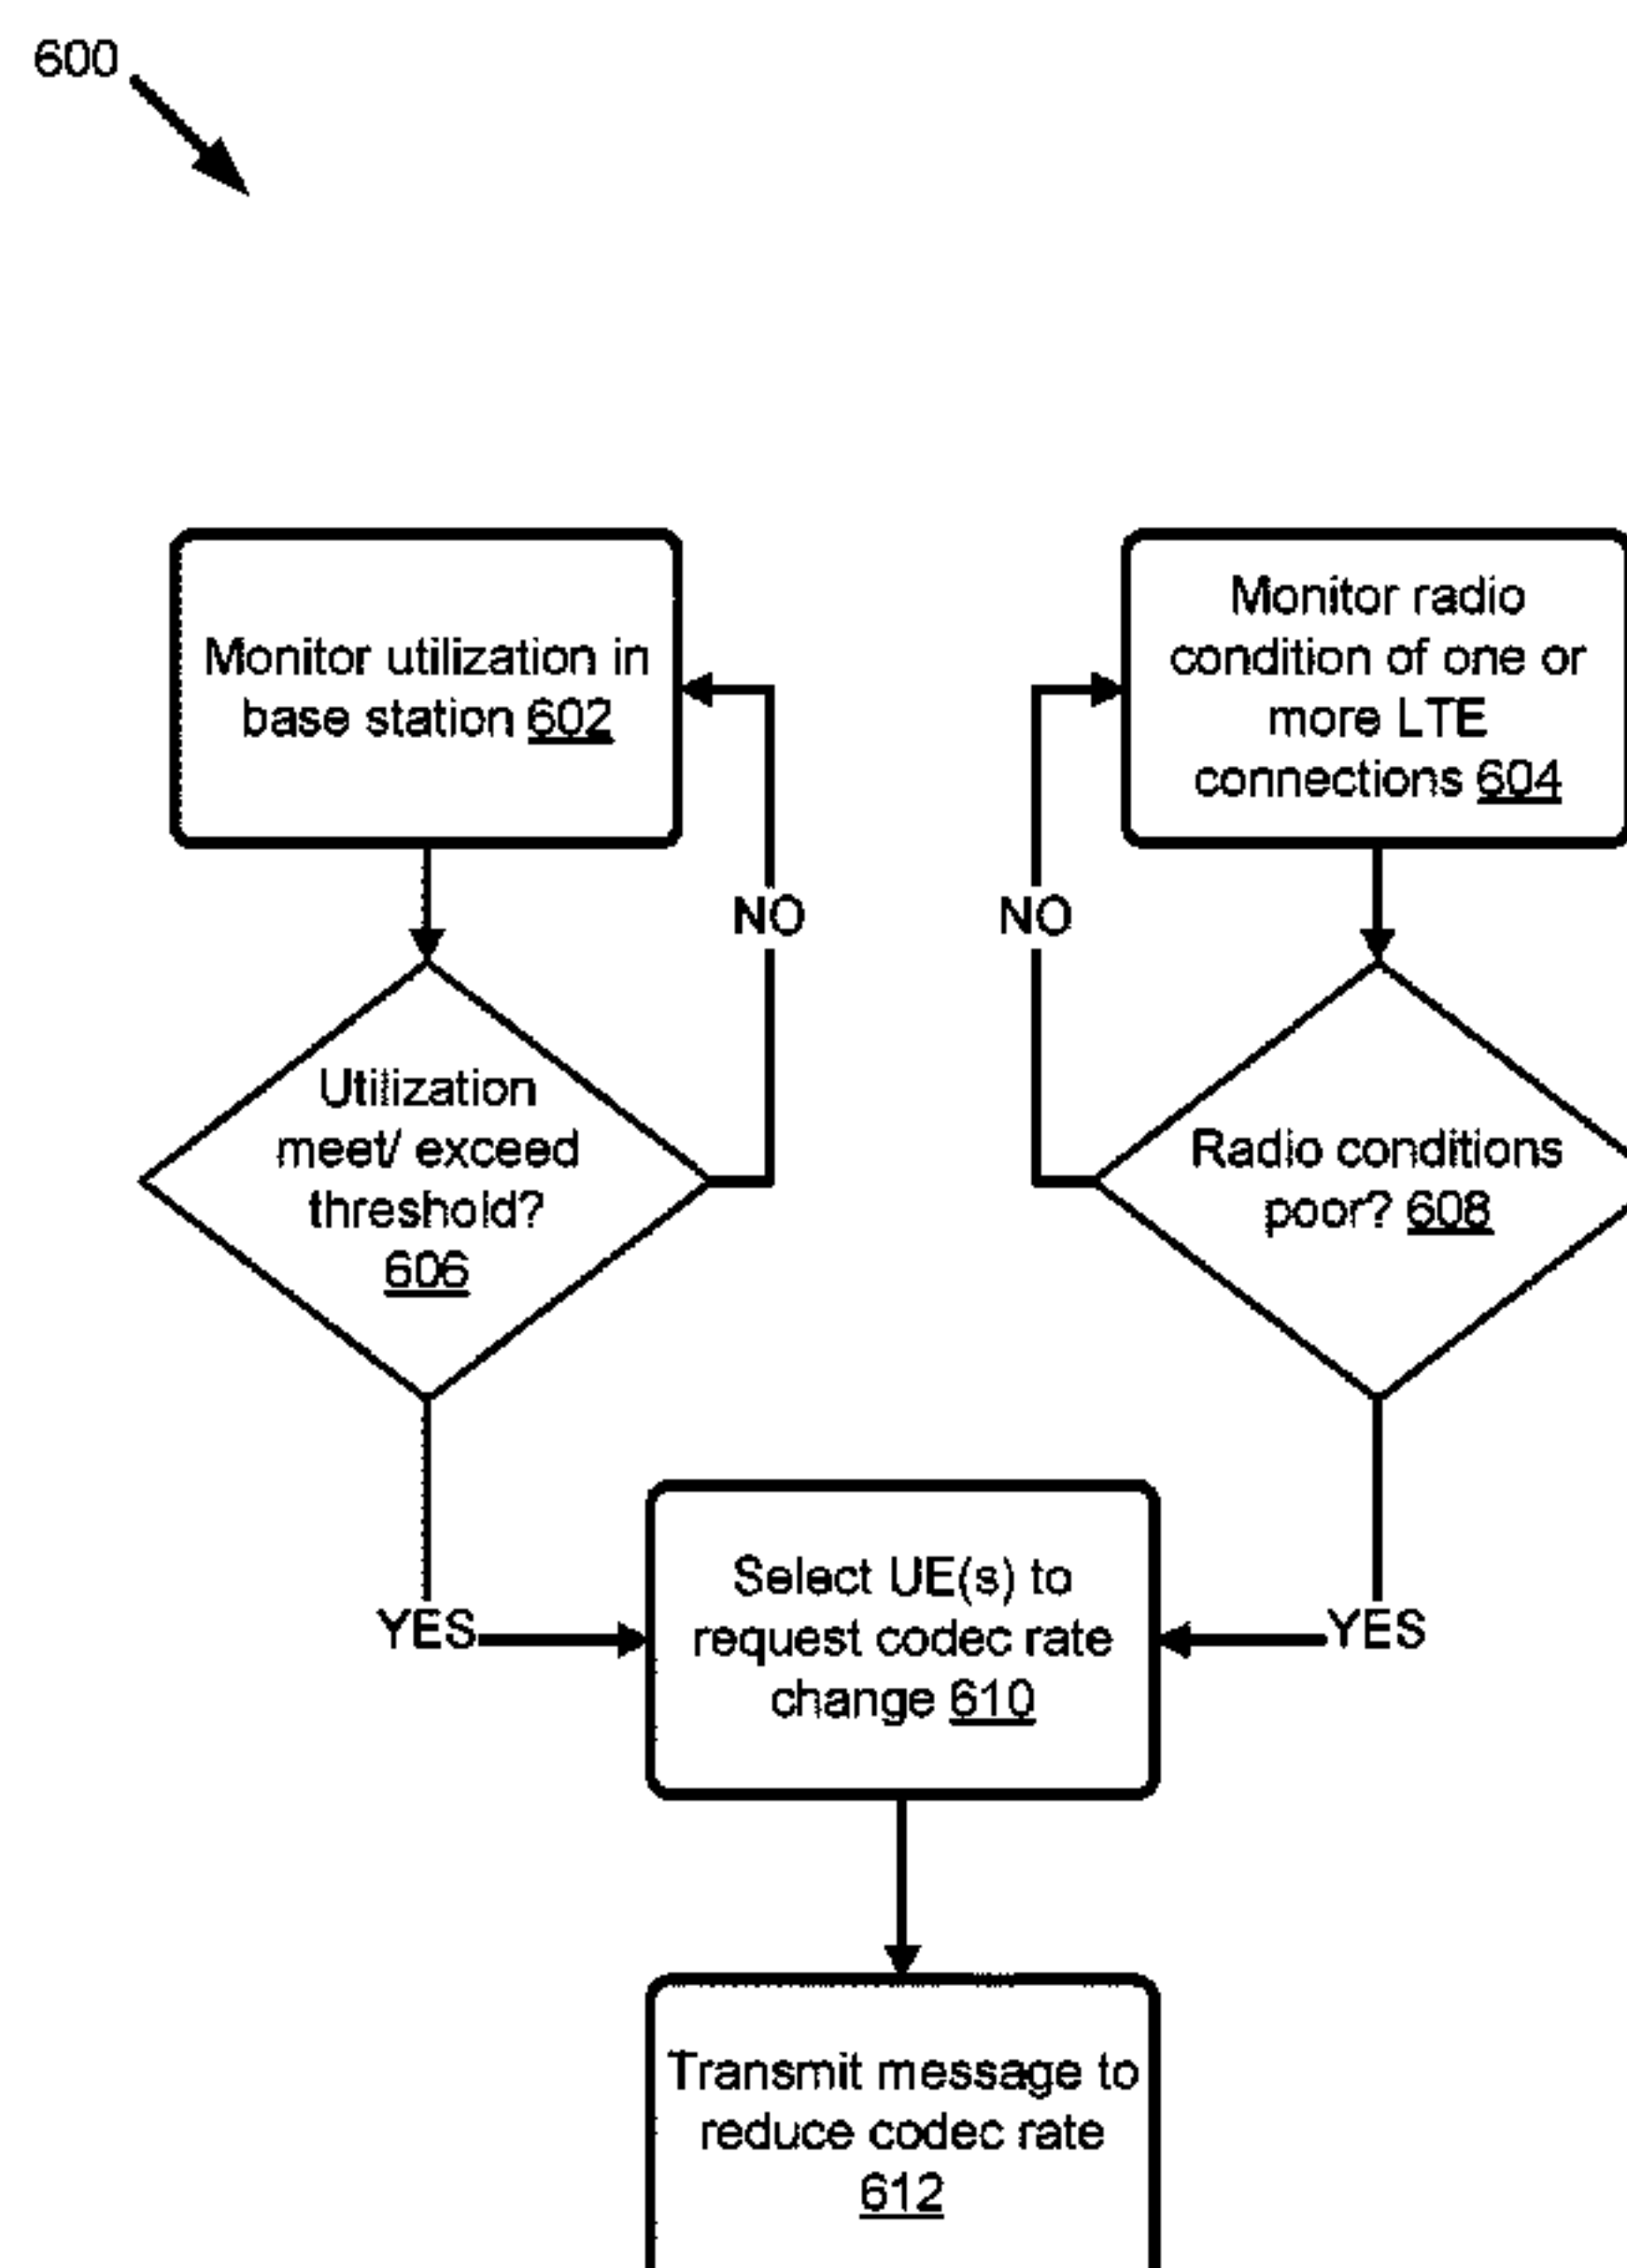 600
Monitor utilization in
base station 602
Monitor radio
condition of one or
more LTE
connections 604
NO
NO
Utilization
meet/ exceed
threshold?
606
Radio conditions
poor? 608
YES
Select UE(s) to
request codec rate
change 610
YES
Transmit message to
reduce codec rate
612